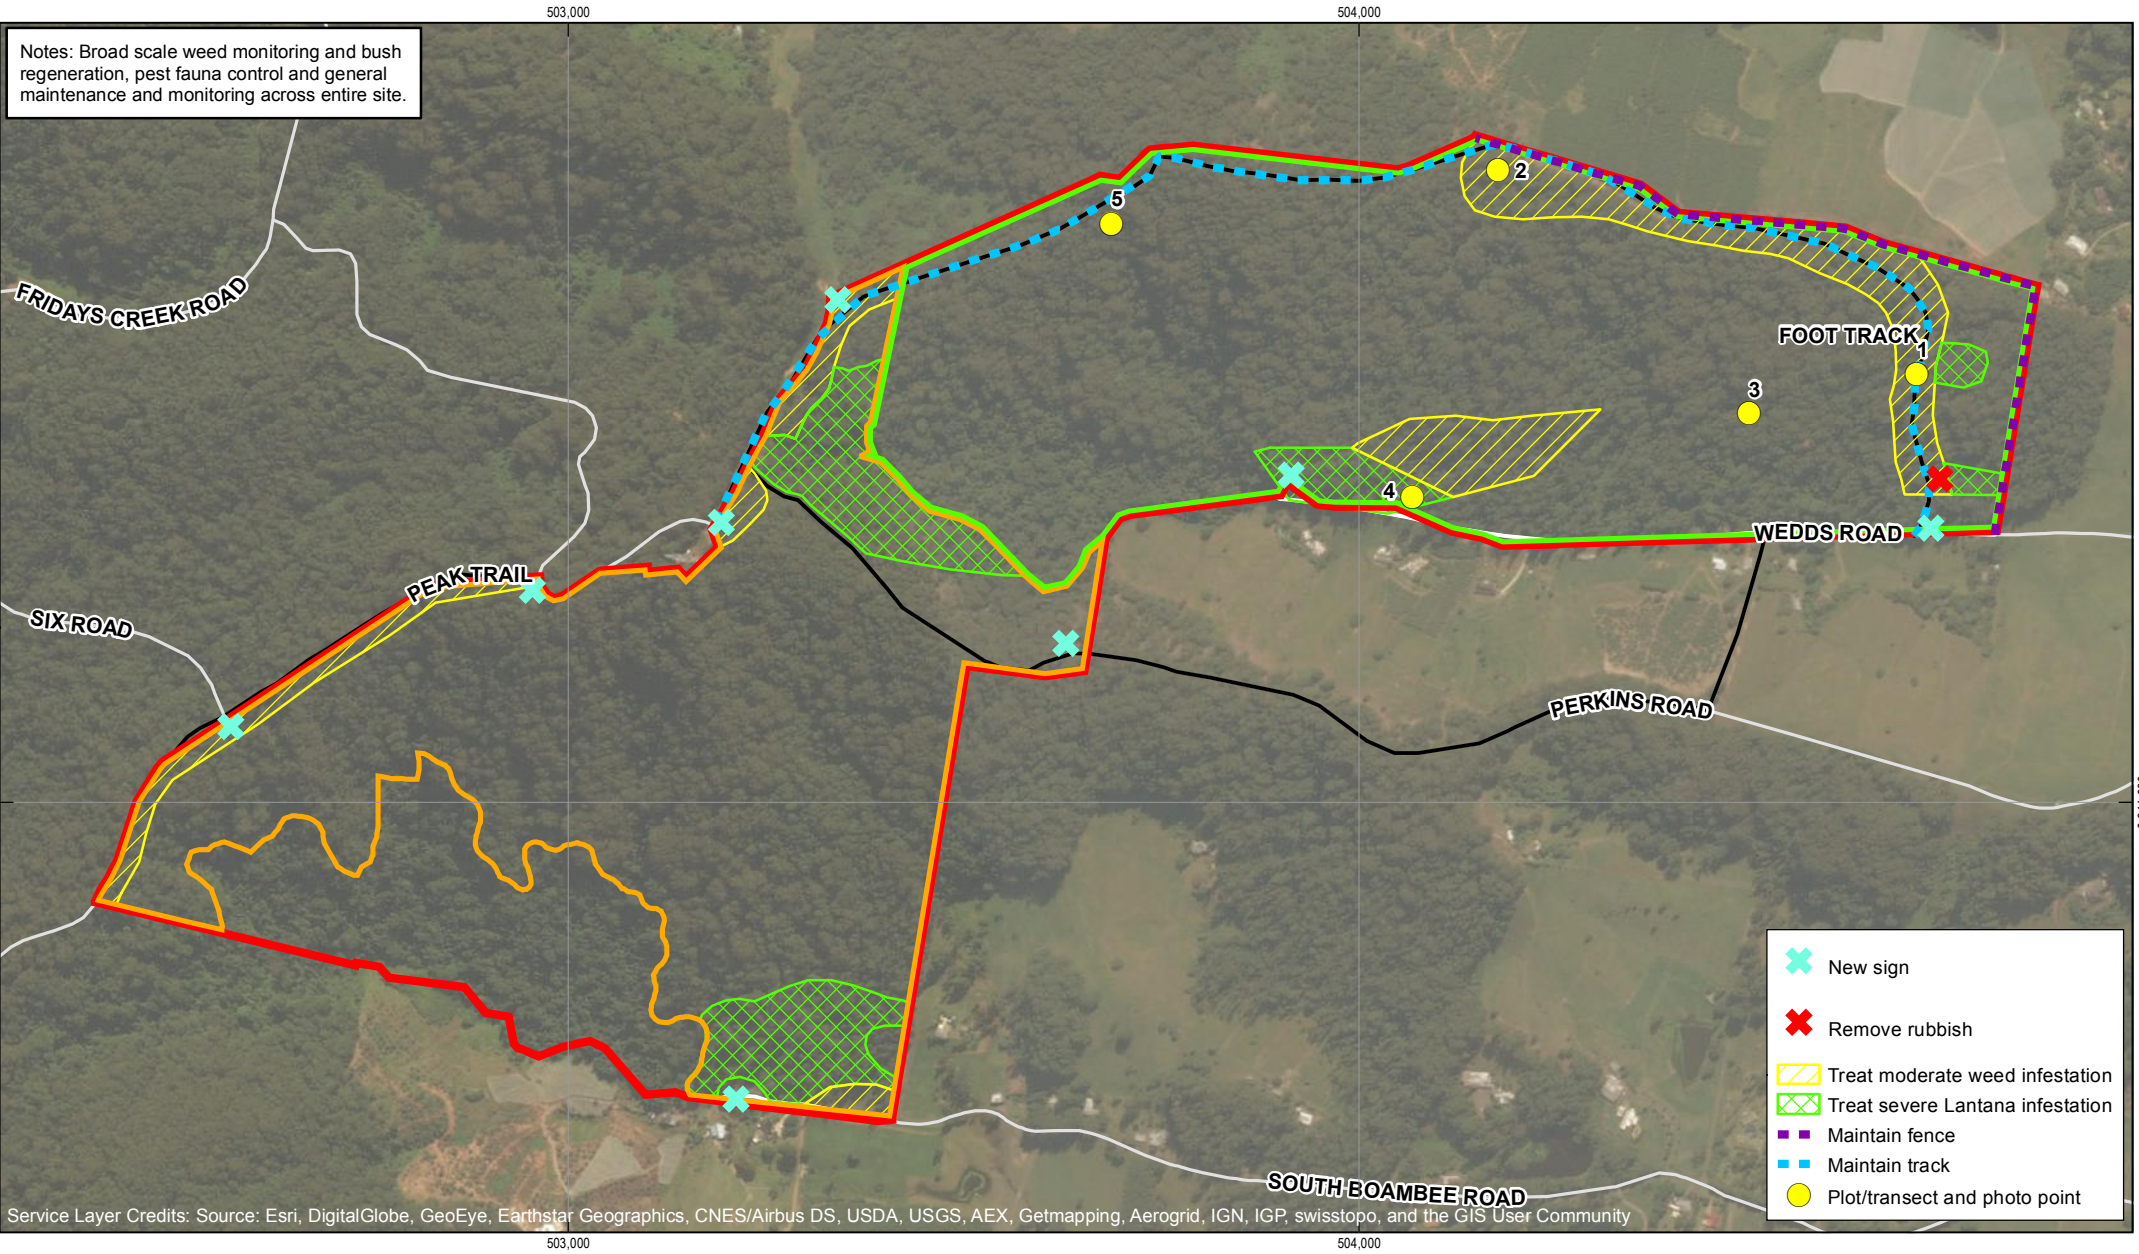 503,000
504,000
Notes: Broad scale weed monitoring and bush
regeneration, pest fauna control and general
maintenance and monitoring across entire site.
2
5
FRIDAYS CREEK ROAD
FOOT TRACK
1
3
4
WEDDS ROAD
PEAK TRAIL
SIX ROAD
PERKINS ROAD
New sign
Remove rubbish
Treat moderate weed infestation
Treat severe Lantana infestation
Maintain fence
Maintain track
Plot/transect and photo point
SOUTH BOAMBEE ROAD
Service Layer Credits: Source: Esri, DigitalGlobe, GeoEye, Earthstar Geographics, CNES/Airbus DS, USDA, USGS, AEX, Getmapping, Aerogrid, IGN, IGP, swisstopo, and the GIS User Community
503,000
504,000